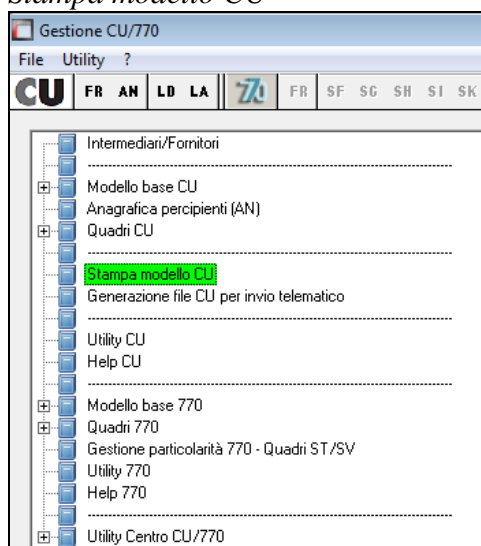 Stampa modello CU
Gestione CU/770
File Utility ?
CU FR AN LD LA 770 FR SF SG SH SI SK
Intermediari/Fornitori
Modello base CU
Anagrafica percipienti (AN)
Quadri CU
Stampa modello CU
Generazione file CU per invio telematico
Utility CU
Help CU
Modello base 770
Quadri 770
Gestione particolarità 770 - Quadri ST/SV
Utility 770
Help 770
Utility Centro CU/770